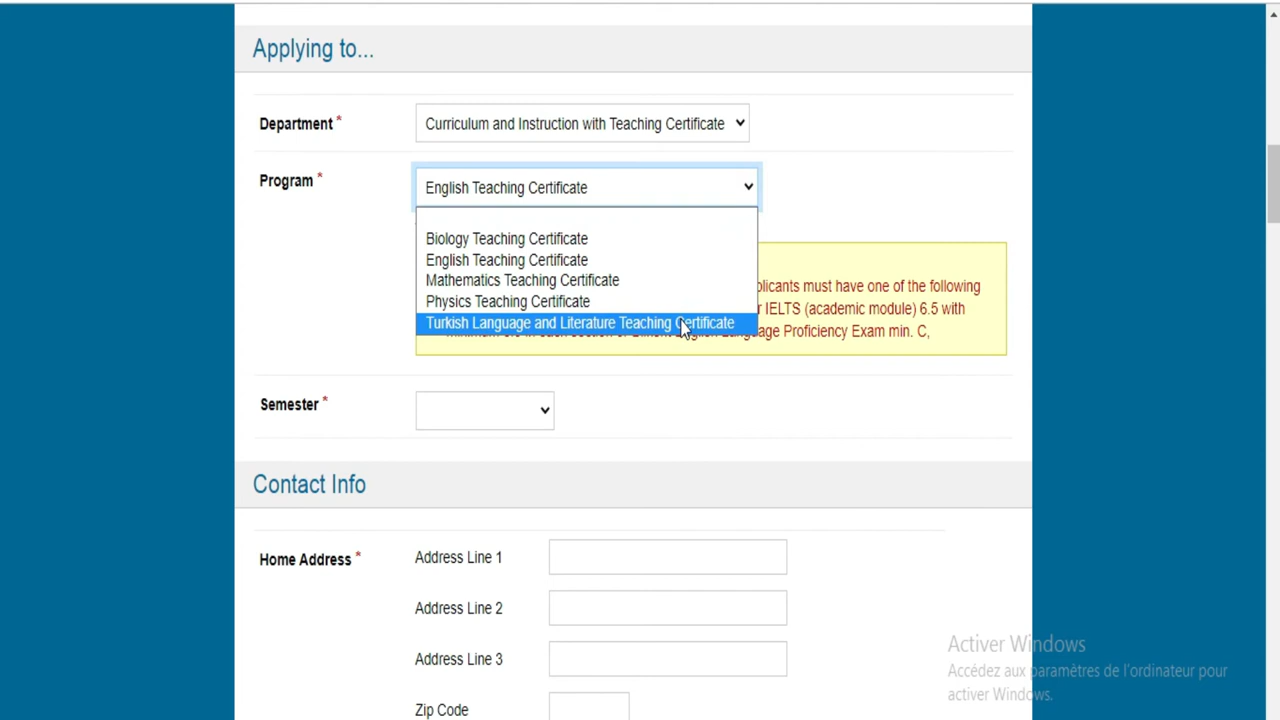 Applying to...
Department *
Curriculum and Instruction with Teaching Certificate
Program *
English Teaching Certificate
Biology Teaching Certificate
English Teaching Certificate
Mathematics Teaching Certificate
Physics Teaching Certificate
Turkish Language and Literature Teaching Certificate
must have one of the following
IELTS (academic module) 6.5 with
Language Proficiency Exam min. C,
Semester *
Contact Info
Home Address *
Address Line 1
Address Line 2
Address Line 3
Zip Code
Activer Windows
Accédez aux paramètres de l'ordinateur pour
activer Windows.